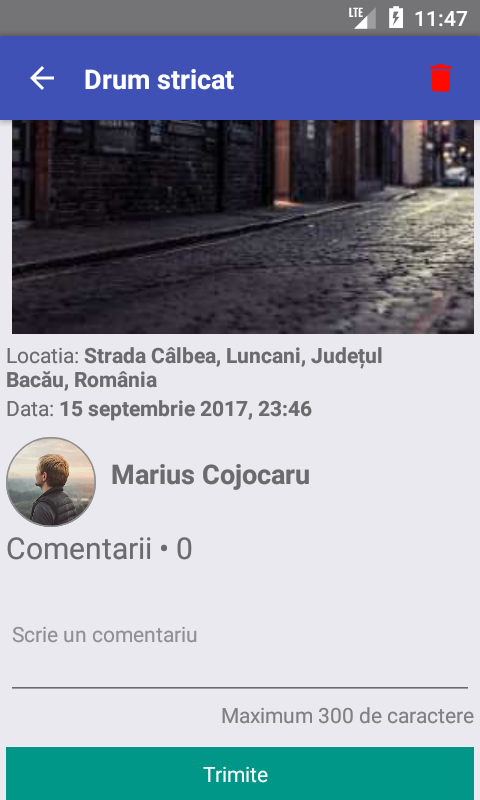 LTE 11:47
Drum stricat
Locatia: Strada Câlbea, Luncani, Județul
Bacău, România
Data: 15 septembrie 2017, 23:46
Marius Cojocaru
Comentarii • 0
Scrie un comentariu
Maximum 300 de caractere
Trimite